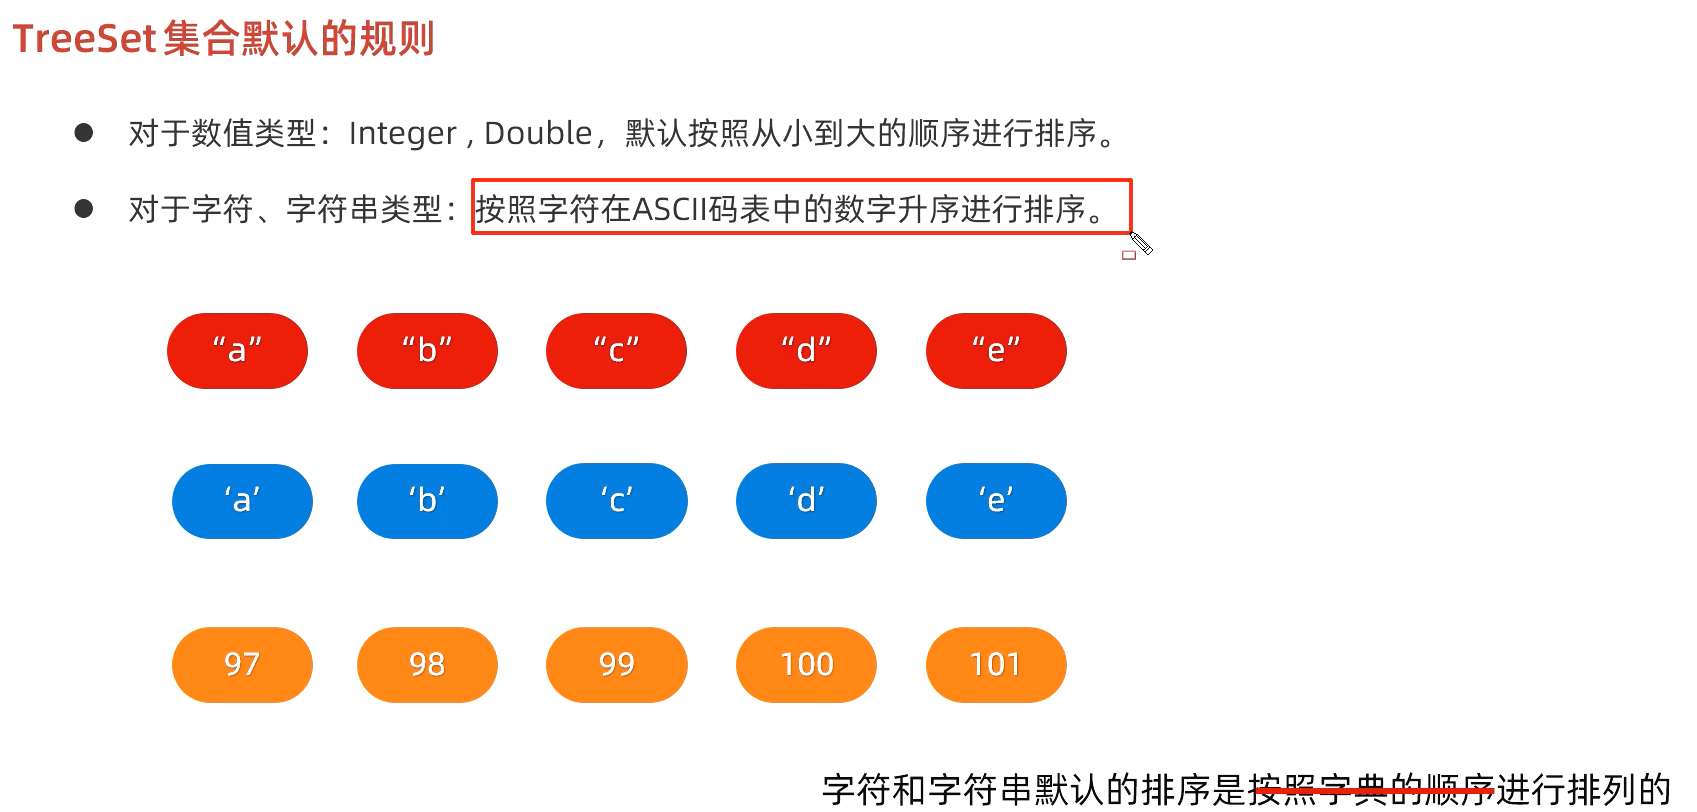 TreeSet集合默认的规则
● 对于数值类型：Integer , Double，默认按照从小到大的顺序进行排序。
● 对于字符、字符串类型：按照字符在ASCII码表中的数字升序进行排序。
“a” “b” “c” “d” “e”
‘a’ ‘b’ ‘c’ ‘d’ ‘e’
97 98 99 100 101
字符和字符串默认的排序是按照字典的顺序进行排列的